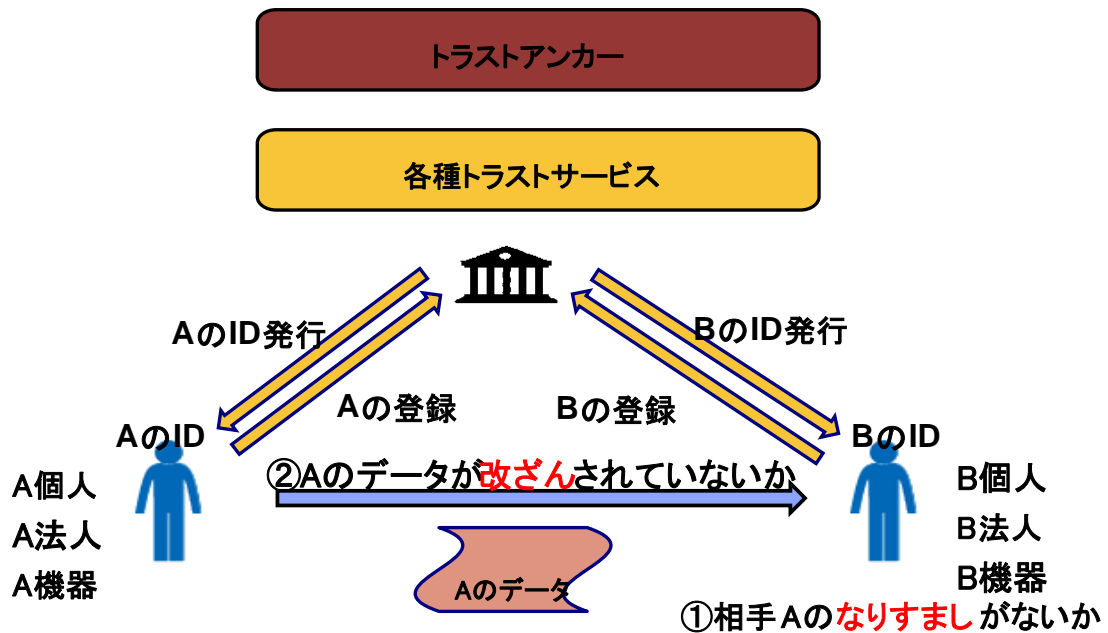 トラストアンカー
各種トラストサービス
AのID発行
BのID発行
Aの登録
Bの登録
AのID
BのID
②Aのデータが改ざんされていないか
A個人
A法人
A機器
B個人
B法人
B機器
Aのデータ
①相手Aのなりすましがないか